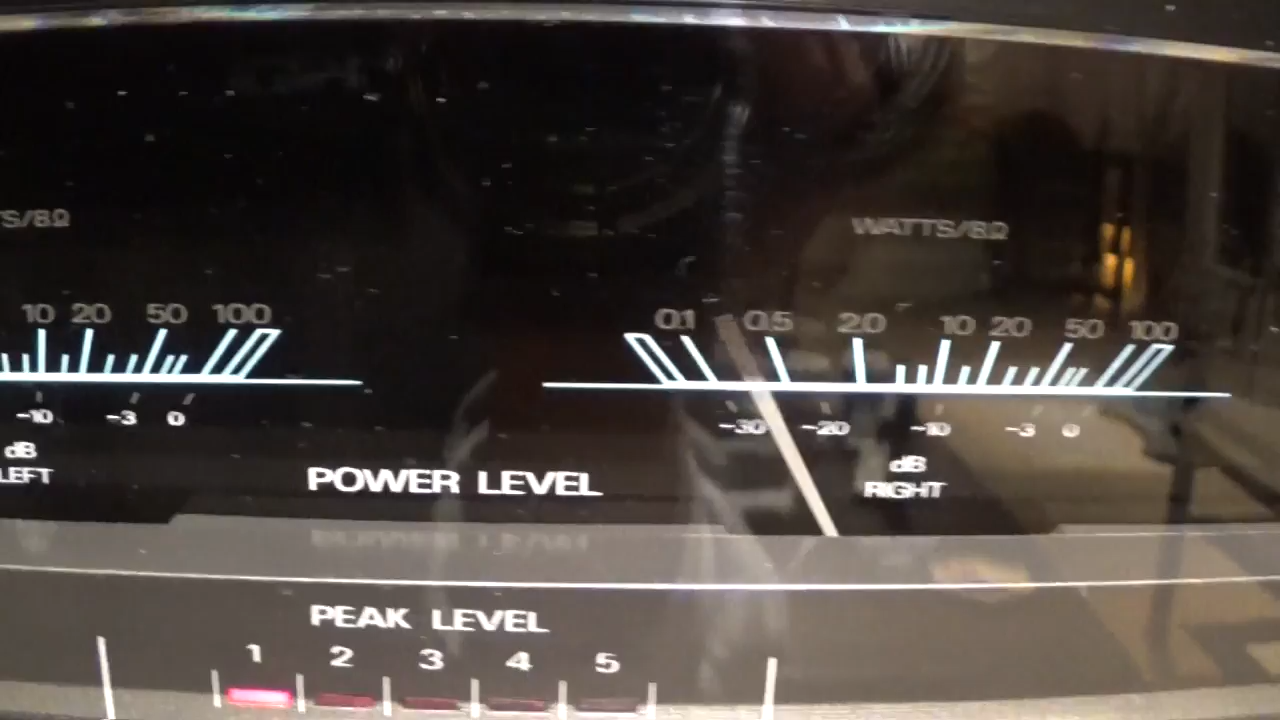 TS/8Ω WATTS/8Ω
10 20 50 100
0.1 0.5 2.0 10 20 50 100
-10 -3 0
-30 -20 -10 -3 0
dB
LEFT
dB
RIGHT
POWER LEVEL
PEAK LEVEL
1 2 3 4 5